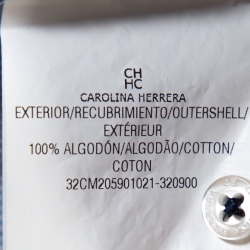 CH
HC
CAROLINA HERRERA
EXTERIOR/RECUBRIMIENTO/OUTERSHELL/
EXTÉRIEUR
100% ALGODÓN/ALGODÃO/COTTON/
COTON
32CM205901021-320900